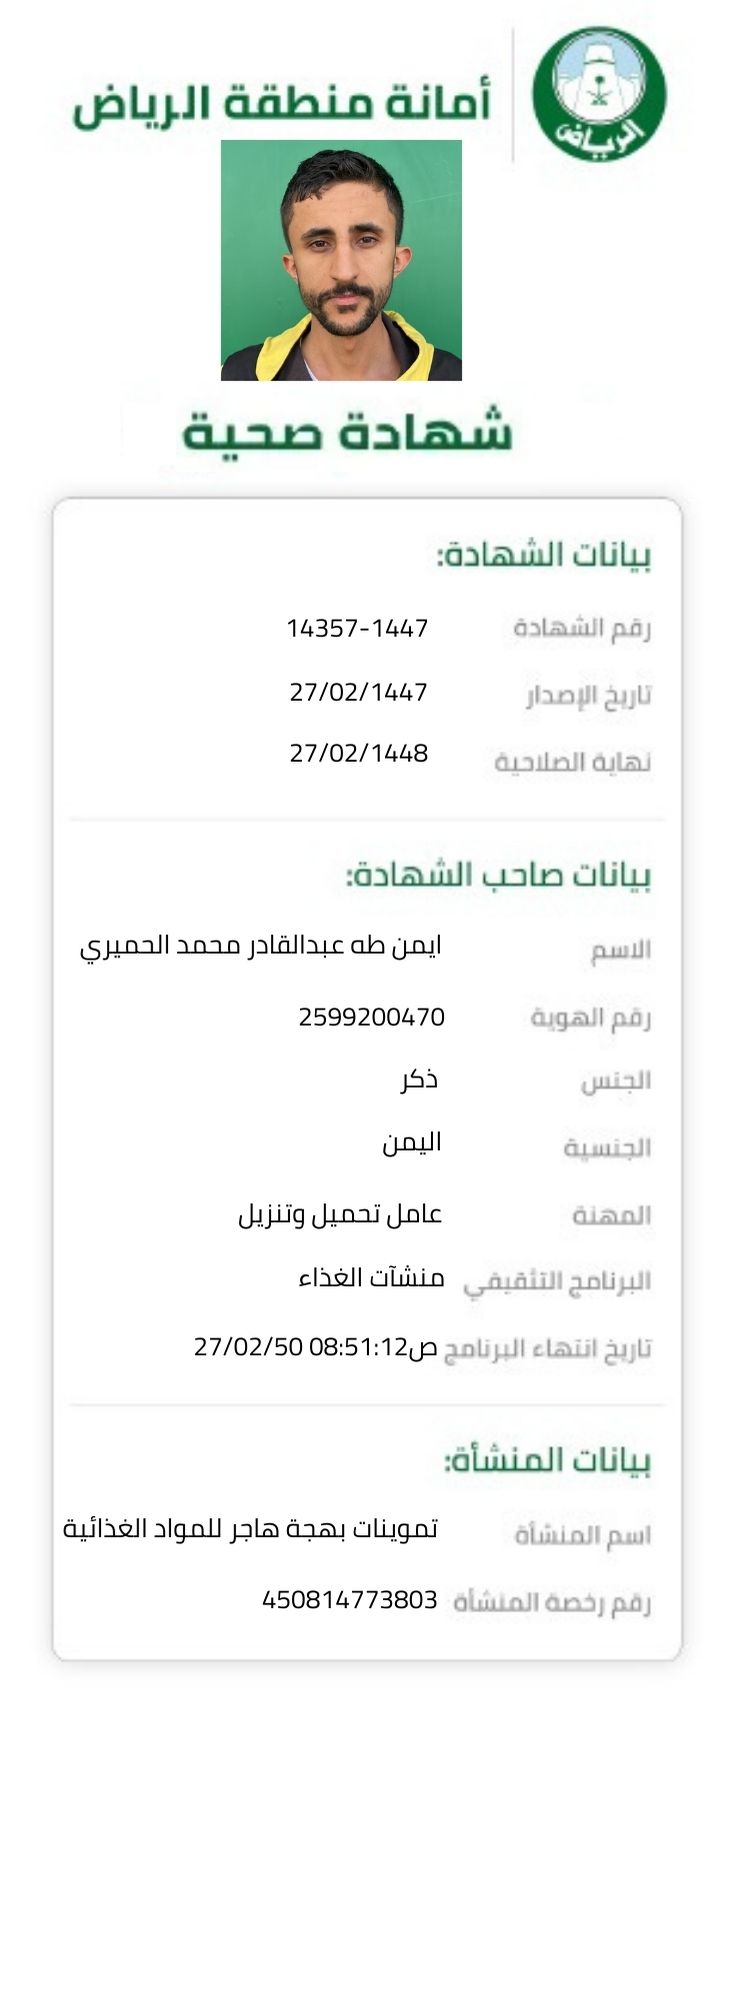 أمانة منطقة الرياض
الرياض
شهادة صحية
بيانات الشهادة:
رقم الشهادة 14357-1447
تاريخ الإصدار 27/02/1447
نهاية الصلاحية 27/02/1448
بيانات صاحب الشهادة:
الاسم ايمن طه عبدالقادر محمد الحميري
رقم الهوية 2599200470
الجنس ذكر
الجنسية اليمن
المهنة عامل تحميل وتنزيل
البرنامج التثقيفي منشآت الغذاء
تاريخ انتهاء البرنامج ص08:51:12 27/02/50
بيانات المنشأة:
اسم المنشأة تموينات بهجة هاجر للمواد الغذائية
رقم رخصة المنشأة 450814773803